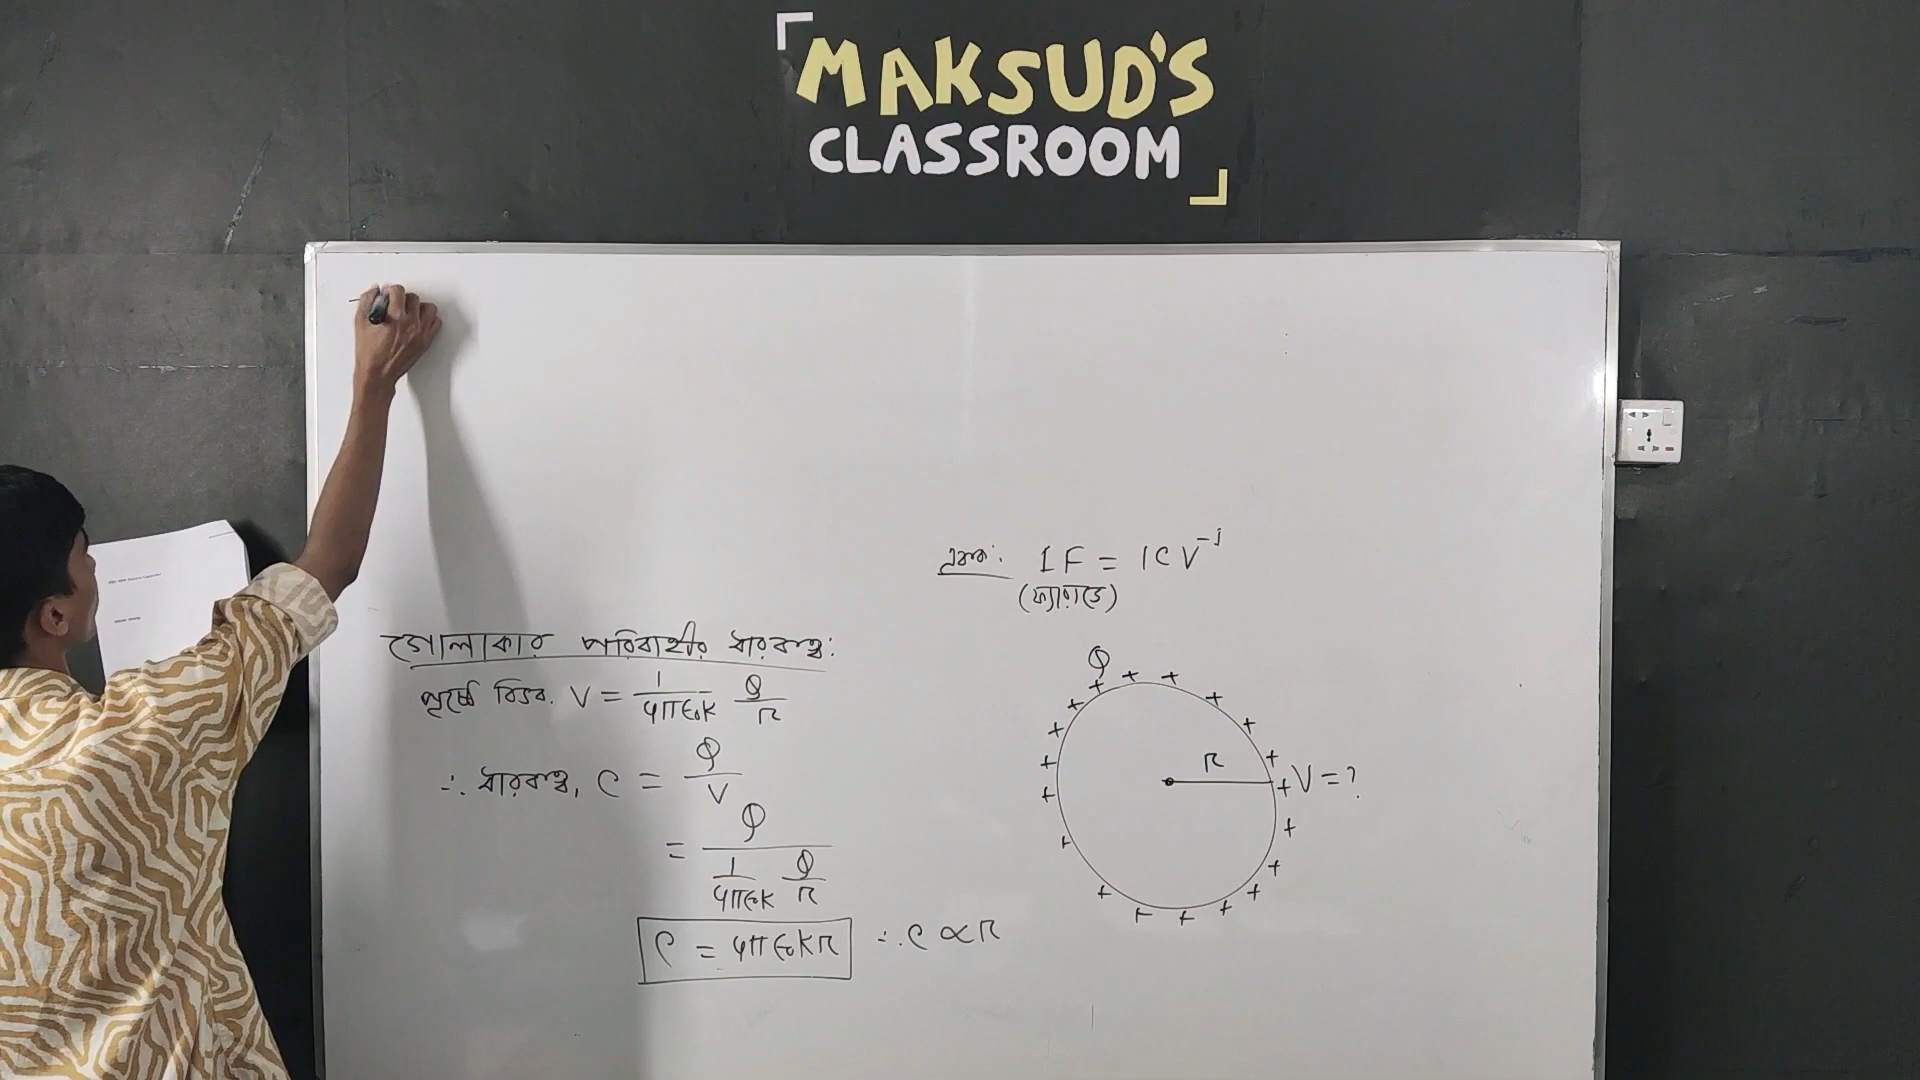 MAKSUD'S
CLASSROOM
একক: 1F = 1CV⁻¹
(ফ্যারাডে)
গোলাকার পরিবাহীর ধারকত্ব:
পৃষ্ঠে বিভব. V = 1/4πϵ₀k Q/r
∴ ধারকত্ব, C = Q/V
= Q / (1/4πϵ₀k Q/r)
C = 4πϵ₀kr ∴ C ∝ r
Q
+ + + + + + + + + + + + + + + + + + + +
r
V = ?